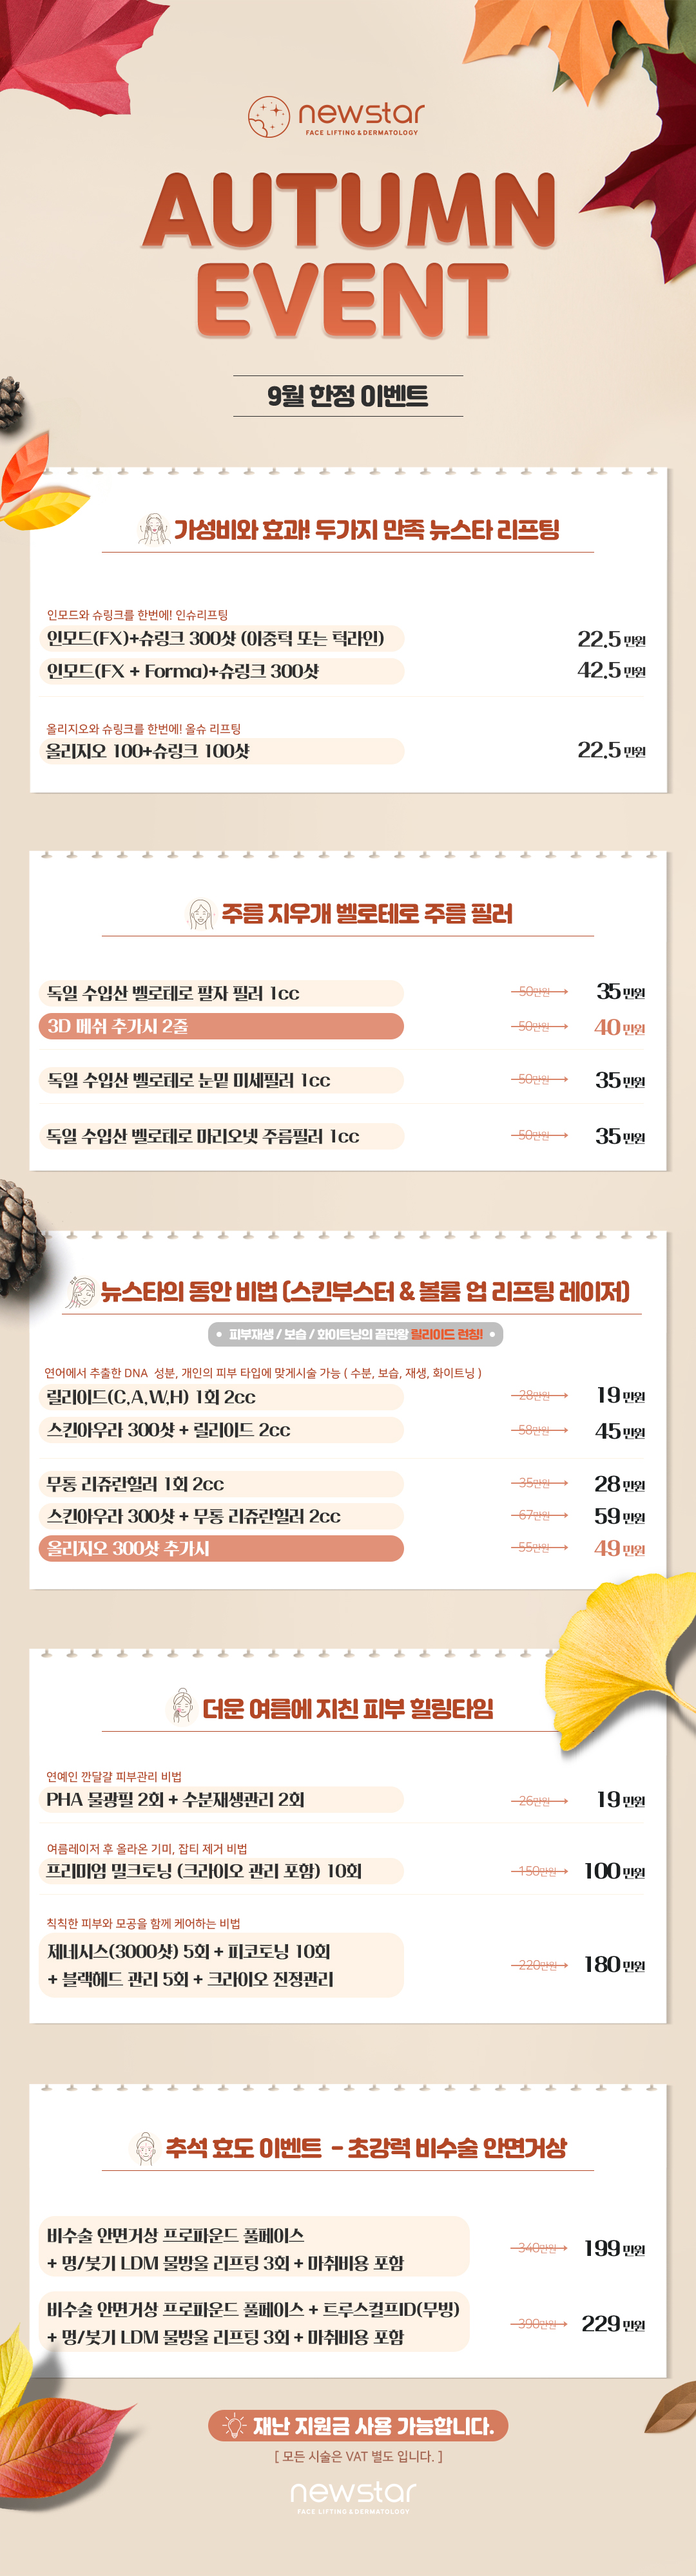 newstar
FACE LIFTING & DERMATOLOGY
AUTUMN
EVENT
9월 한정 이벤트
가성비와 효과! 두가지 만족 뉴스타 리프팅
인모드와 슈링크를 한번에! 인슈리프팅
인모드(FX)+슈링크 300샷 (이중턱 또는 턱라인) 22.5 만원
인모드(FX + Forma)+슈링크 300샷 42.5 만원
올리지오와 슈링크를 한번에! 올슈 리프팅
올리지오 100+슈링크 100샷 22.5 만원
주름 지우개 벨로테로 주름 필러
독일 수입산 벨로테로 팔자 필러 1cc 50만원 35 만원
3D 메쉬 추가시 2줄 50만원 40 만원
독일 수입산 벨로테로 눈밑 미세필러 1cc 50만원 35 만원
독일 수입산 벨로테로 마리오넷 주름필러 1cc 50만원 35 만원
뉴스타의 동안 비법 (스킨부스터 & 볼륨 업 리프팅 레이저)
피부재생 / 보습 / 화이트닝의 끝판왕 릴리이드 런칭!
연어에서 추출한 DNA 성분, 개인의 피부 타입에 맞게시술 가능 ( 수분, 보습, 재생, 화이트닝 )
릴리이드(C,A,W,H) 1회 2cc 28만원 19 만원
스킨아우라 300샷 + 릴리이드 2cc 58만원 45 만원
무통 리쥬란힐러 1회 2cc 35만원 28 만원
스킨아우라 300샷 + 무통 리쥬란힐러 2cc 67만원 59 만원
올리지오 300샷 추가시 55만원 49 만원
더운 여름에 지친 피부 힐링타임
연예인 깐달걀 피부관리 비법
PHA 물광필 2회 + 수분재생관리 2회 26만원 19 만원
여름레이저 후 올라온 기미, 잡티 제거 비법
프리미엄 밀크토닝 (크라이오 관리 포함) 10회 150만원 100 만원
칙칙한 피부와 모공을 함께 케어하는 비법
제네시스(3000샷) 5회 + 피코토닝 10회
+ 블랙헤드 관리 5회 + 크라이오 진정관리 220만원 180 만원
추석 효도 이벤트 - 초강력 비수술 안면거상
비수술 안면거상 프로파운드 풀페이스
+ 멍/붓기 LDM 물방울 리프팅 3회 + 마취비용 포함 340만원 199 만원
비수술 안면거상 프로파운드 풀페이스 + 트루스컬프ID(무빙)
+ 멍/붓기 LDM 물방울 리프팅 3회 + 마취비용 포함 390만원 229 만원
재난 지원금 사용 가능합니다.
[ 모든 시술은 VAT 별도 입니다. ]
newstar
FACE LIFTING & DERMATOLOGY